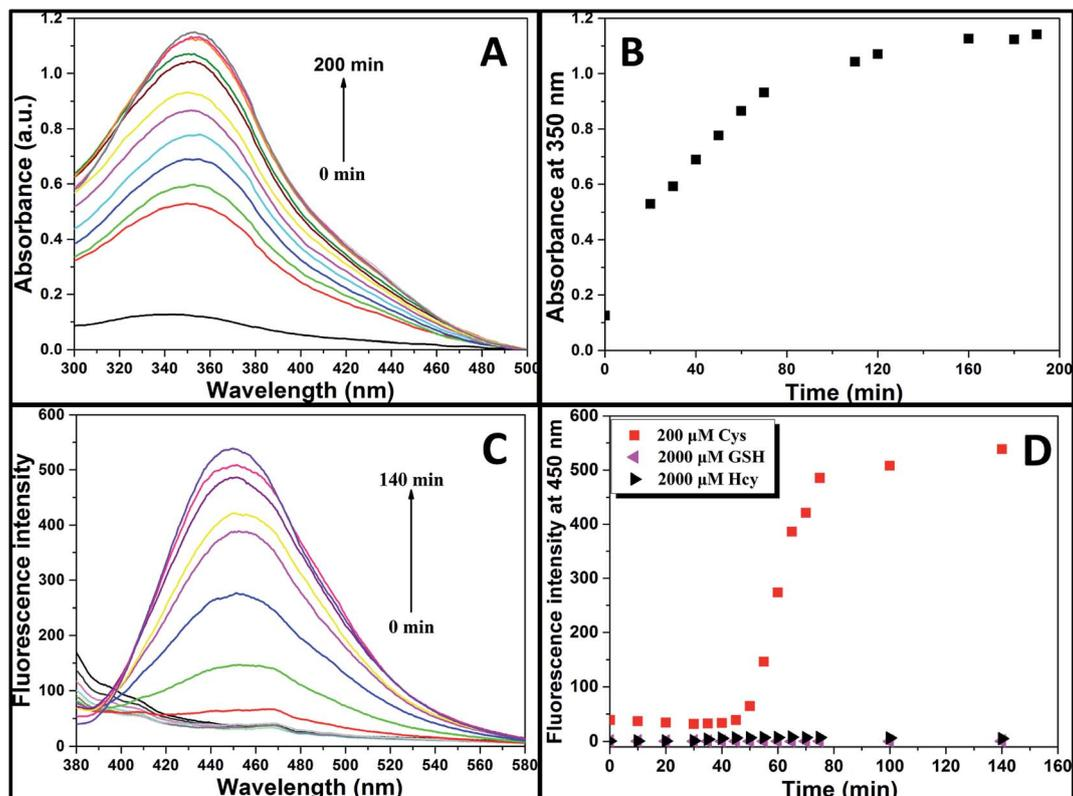 A
1.2
1.0
0.8
0.6
0.4
0.2
0.0
Absorbance (a.u.)
200 min
0 min
300 320 340 360 380 400 420 440 460 480 500
Wavelength (nm)
B
1.2
1.0
0.8
0.6
0.4
0.2
0.0
Absorbance at 350 nm
0 40 80 120 160 200
Time (min)
C
600
500
400
300
200
100
0
Fluorescence intensity
140 min
0 min
380 400 420 440 460 480 500 520 540 560 580
Wavelength (nm)
D
600
500
400
300
200
100
0
Fluorescence intensity at 450 nm
200 μM Cys
2000 μM GSH
2000 μM Hcy
0 20 40 60 80 100 120 140 160
Time (min)